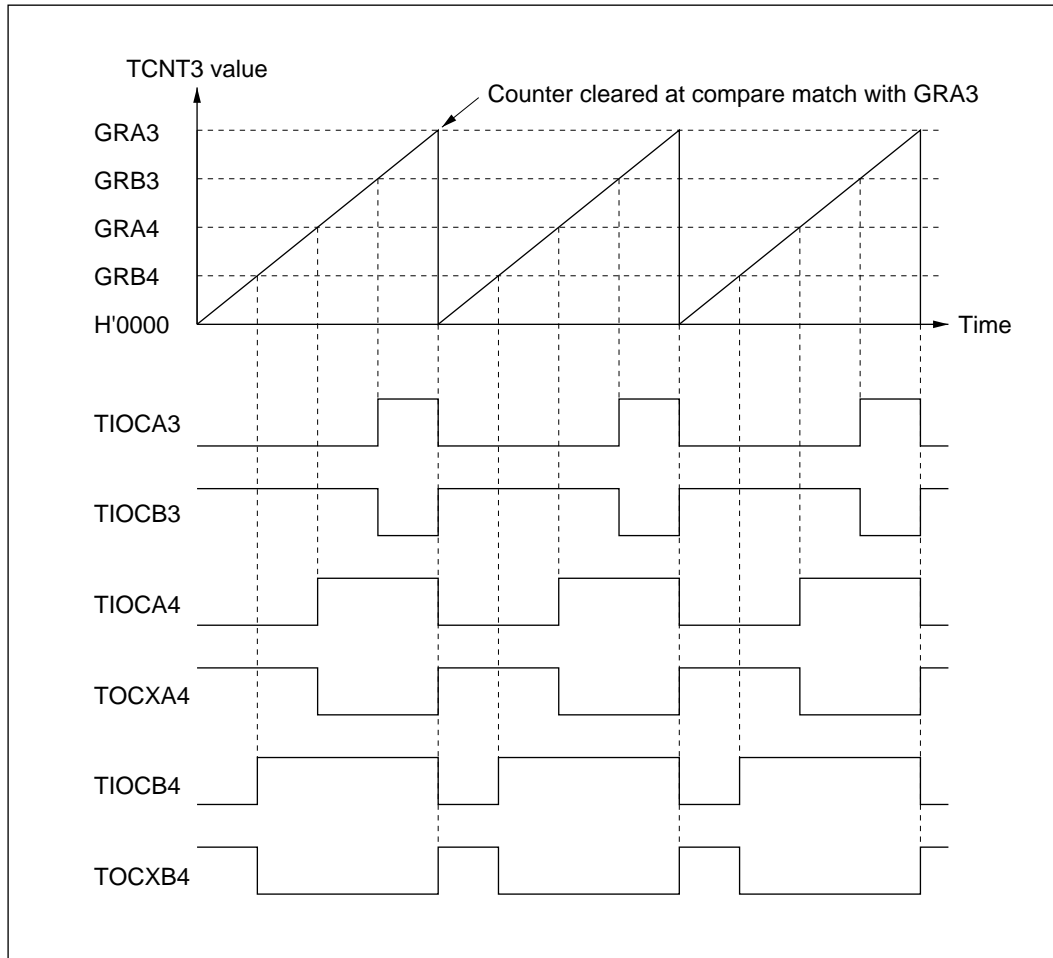 TCNT3 value
Counter cleared at compare match with GRA3
GRA3
GRB3
GRA4
GRB4
H'0000
Time
TIOCA3
TIOCB3
TIOCA4
TOCXA4
TIOCB4
TOCXB4